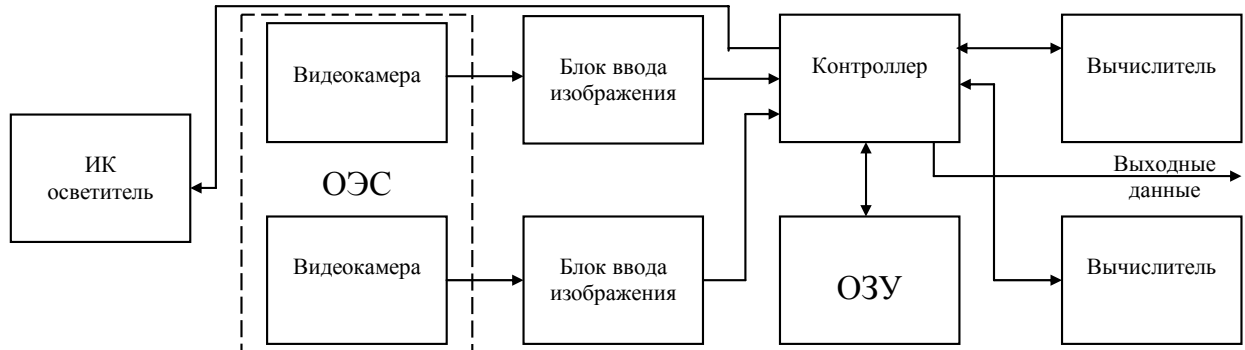 Видеокамера
Блок ввода
изображения
Контроллер
Вычислитель
ИК
осветитель
ОЭС
Выходные
данные
Видеокамера
Блок ввода
изображения
ОЗУ
Вычислитель